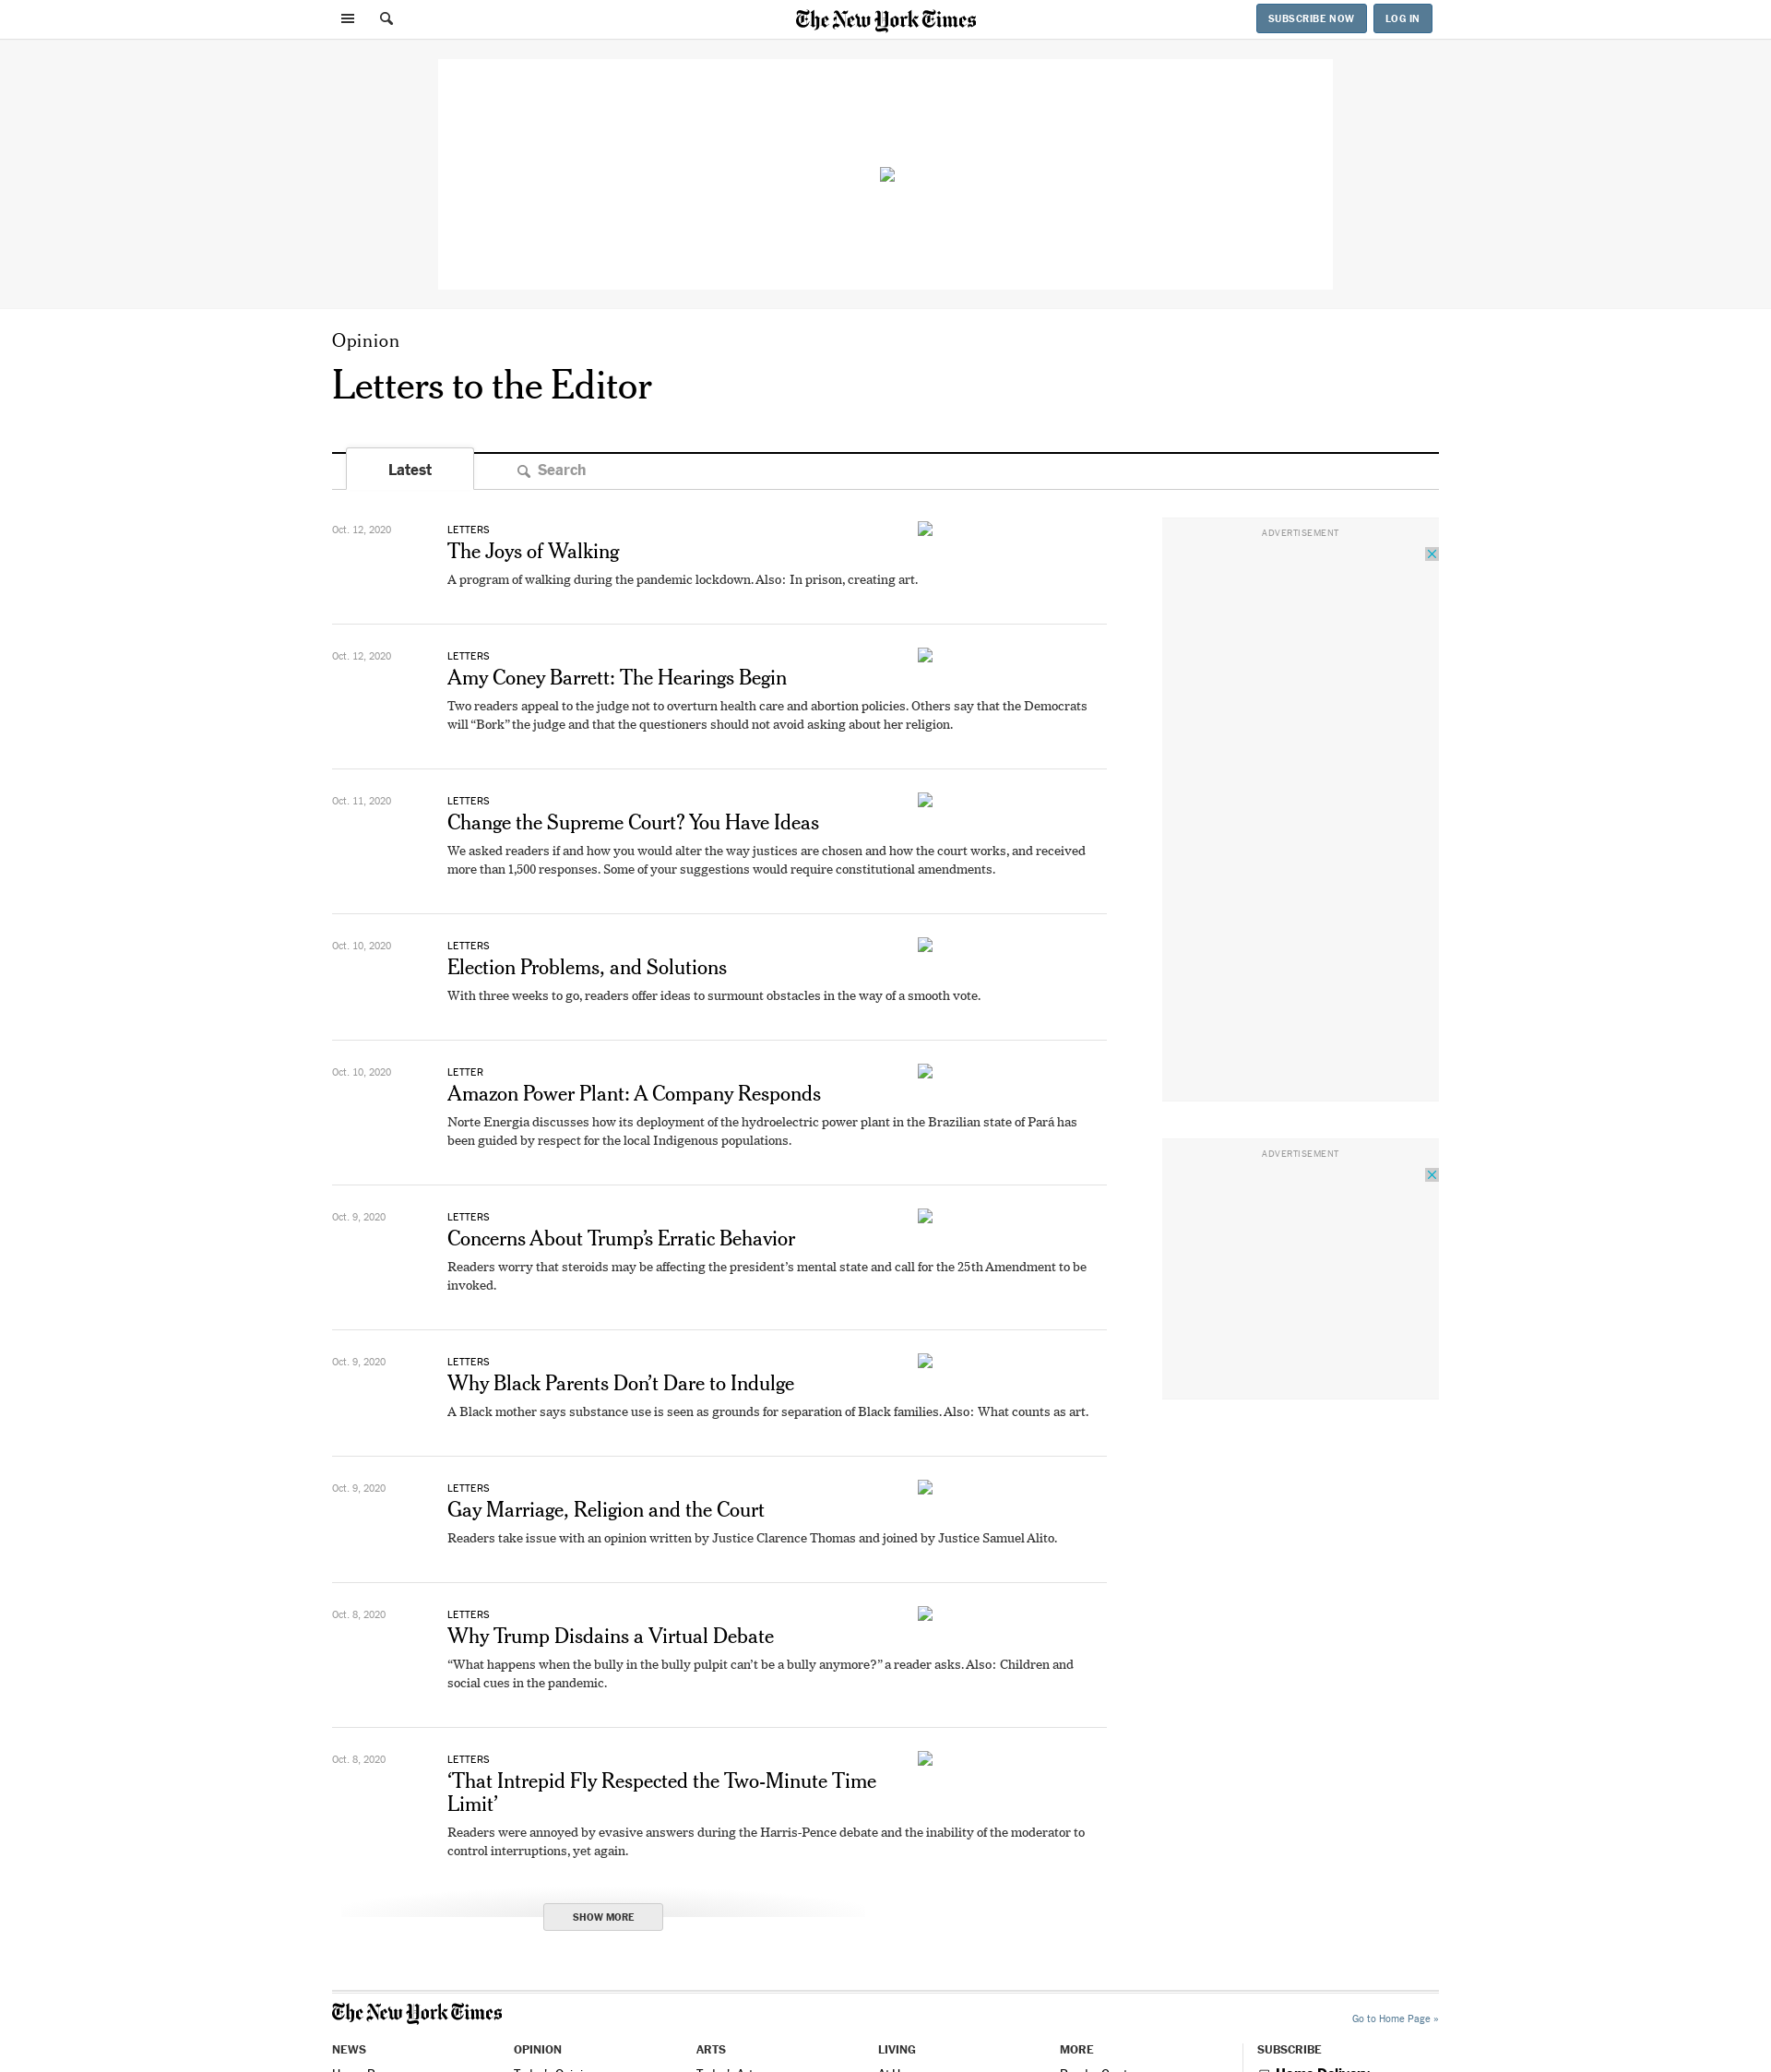 The New York Times
SUBSCRIBE NOW
LOG IN
Opinion
Letters to the Editor
Latest
Search
Oct. 12, 2020
LETTERS
The Joys of Walking
A program of walking during the pandemic lockdown. Also: In prison, creating art.
ADVERTISEMENT
Oct. 12, 2020
LETTERS
Amy Coney Barrett: The Hearings Begin
Two readers appeal to the judge not to overturn health care and abortion policies. Others say that the Democrats
will “Bork” the judge and that the questioners should not avoid asking about her religion.
Oct. 11, 2020
LETTERS
Change the Supreme Court? You Have Ideas
We asked readers if and how you would alter the way justices are chosen and how the court works, and received
more than 1,500 responses. Some of your suggestions would require constitutional amendments.
Oct. 10, 2020
LETTERS
Election Problems, and Solutions
With three weeks to go, readers offer ideas to surmount obstacles in the way of a smooth vote.
Oct. 10, 2020
LETTER
Amazon Power Plant: A Company Responds
Norte Energia discusses how its deployment of the hydroelectric power plant in the Brazilian state of Pará has
been guided by respect for the local Indigenous populations.
ADVERTISEMENT
Oct. 9, 2020
LETTERS
Concerns About Trump’s Erratic Behavior
Readers worry that steroids may be affecting the president’s mental state and call for the 25th Amendment to be
invoked.
Oct. 9, 2020
LETTERS
Why Black Parents Don’t Dare to Indulge
A Black mother says substance use is seen as grounds for separation of Black families. Also: What counts as art.
Oct. 9, 2020
LETTERS
Gay Marriage, Religion and the Court
Readers take issue with an opinion written by Justice Clarence Thomas and joined by Justice Samuel Alito.
Oct. 8, 2020
LETTERS
Why Trump Disdains a Virtual Debate
“What happens when the bully in the bully pulpit can’t be a bully anymore?” a reader asks. Also: Children and
social cues in the pandemic.
Oct. 8, 2020
LETTERS
‘That Intrepid Fly Respected the Two-Minute Time
Limit’
Readers were annoyed by evasive answers during the Harris-Pence debate and the inability of the moderator to
control interruptions, yet again.
SHOW MORE
The New York Times
Go to Home Page »
NEWS
OPINION
ARTS
LIVING
MORE
SUBSCRIBE
Home Delivery